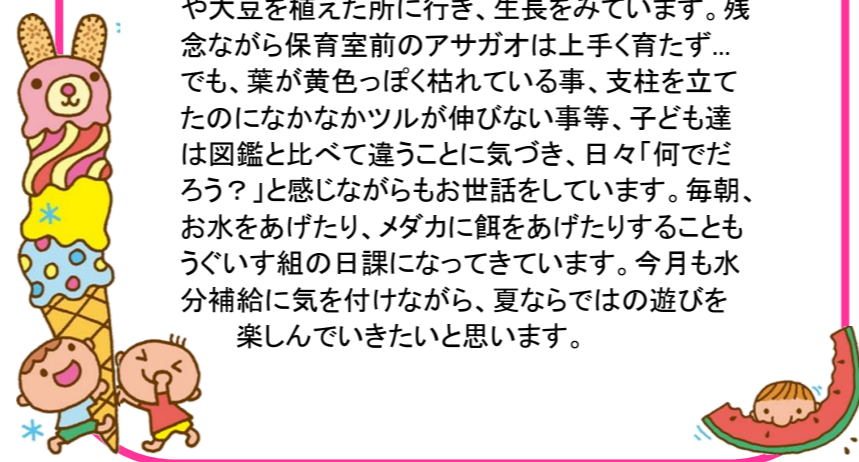 や大豆を植えた所に行き、生長をみています。残
念ながら保育室前のアサガオは上手く育たず…
でも、葉が黄色っぽく枯れている事、支柱を立て
たのになかなかツルが伸びない事等、子ども達
は図鑑と比べて違うことに気づき、日々「何でだ
ろう？」と感じながらもお世話をしています。毎朝、
お水をあげたり、メダカに餌をあげたりすることも
うぐいす組の日課になってきています。今月も水
分補給に気を付けながら、夏ならではの遊びを
楽しんでいきたいと思います。